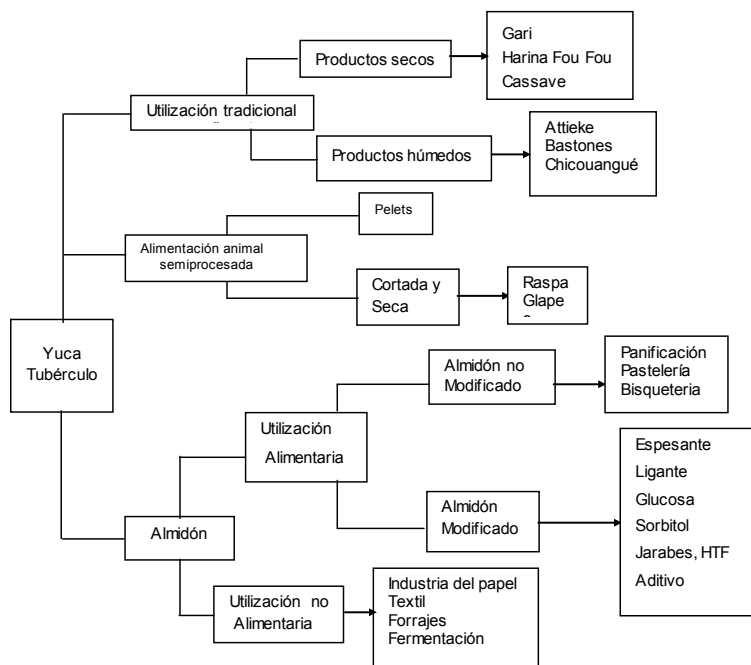 Gari
Harina Fou Fou
Cassave
Productos secos
Utilización tradicional
Productos húmedos
Attieke
Bastones
Chicouangué
Pelets
Alimentación animal
semiprocesada
Cortada y
Seca
Raspa
Glape
Yuca
Tubérculo
Almidón no
Modificado
Panificación
Pastelería
Bisqueteria
Utilización
Alimentaria
Almidón
Modificado
Espesante
Ligante
Glucosa
Sorbitol
Jarabes, HTF
Aditivo
Almidón
Utilización no
Alimentaria
Industria del papel
Textil
Forrajes
Fermentación